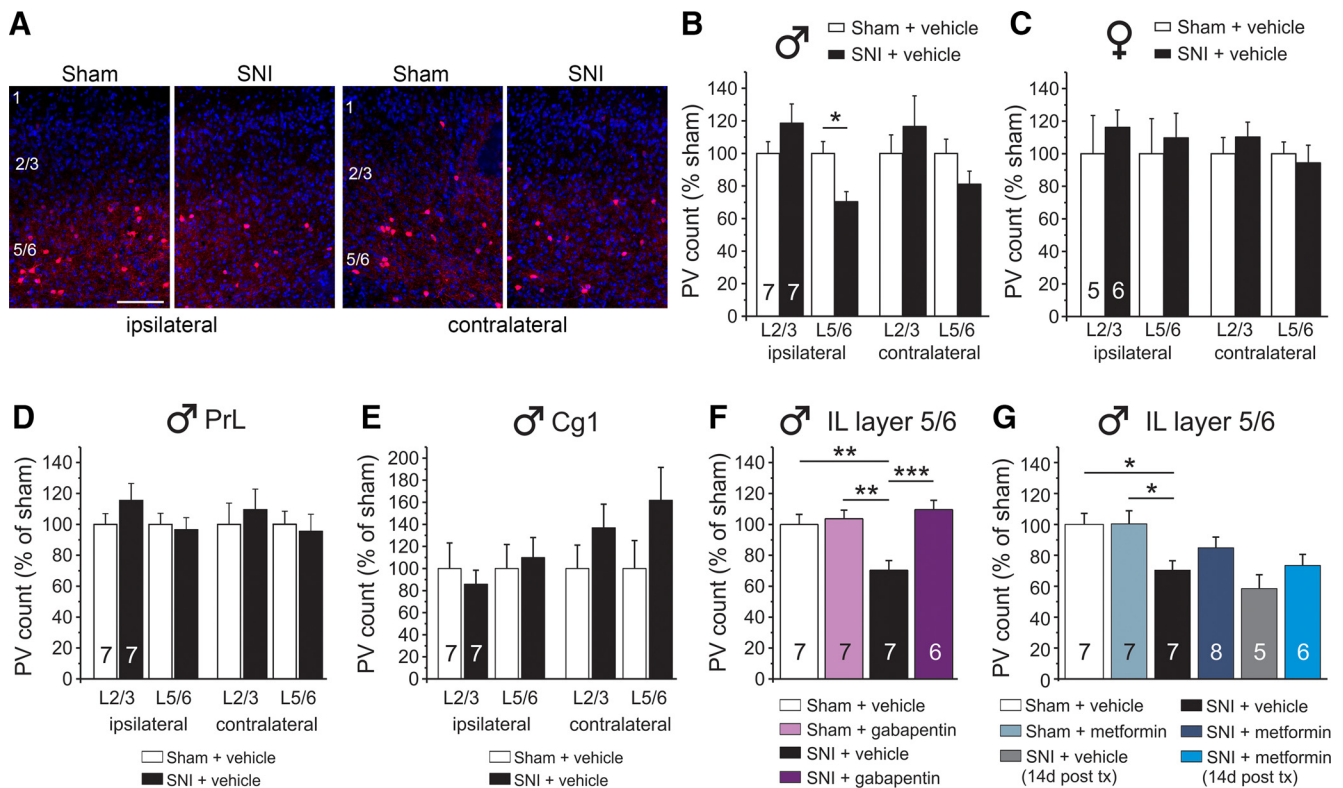 A
Sham SNI Sham SNI
1 1
2/3 2/3
5/6 5/6
ipsilateral contralateral
B ♂
Sham + vehicle
SNI + vehicle
PV count (% sham)
140
120
100
80
60
40
20
0
*
7 7
L2/3 L5/6 L2/3 L5/6
ipsilateral contralateral
C ♀
Sham + vehicle
SNI + vehicle
PV count (% sham)
140
120
100
80
60
40
20
0
5 6
L2/3 L5/6 L2/3 L5/6
ipsilateral contralateral
D ♂ PrL
PV count (% of sham)
140
120
100
80
60
40
20
0
7 7
L2/3 L5/6 L2/3 L5/6
ipsilateral contralateral
Sham + vehicle
SNI + vehicle
E ♂ Cg1
PV count (% of sham)
200
180
160
140
120
100
80
60
40
20
0
7 7
L2/3 L5/6 L2/3 L5/6
ipsilateral contralateral
Sham + vehicle
SNI + vehicle
F ♂ IL layer 5/6
PV count (% of sham)
140
120
100
80
60
40
20
0
**
***
**
7 7 7 6
Sham + vehicle
Sham + gabapentin
SNI + vehicle
SNI + gabapentin
G ♂ IL layer 5/6
PV count (% of sham)
140
120
100
80
60
40
20
0
*
*
7 7 7 8 5 6
Sham + vehicle
Sham + metformin
SNI + vehicle
(14d post tx)
SNI + vehicle
SNI + metformin
SNI + metformin
(14d post tx)